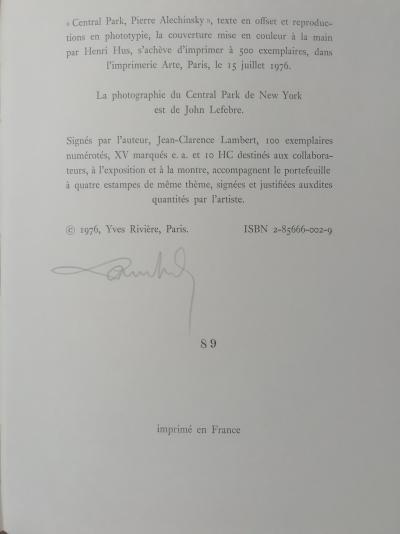 « Central Park, Pierre Alechinsky », texte en offset et reproduc-
tions en phototypie, la couverture mise en couleur à la main
par Henri Hus, s'achève d'imprimer à 500 exemplaires, dans
l'imprimerie Arte, Paris, le 15 juillet 1976.
La photographie du Central Park de New York
est de John Lefebre.
Signés par l'auteur, Jean-Clarence Lambert, 100 exemplaires
numérotés, XV marqués e. a. et 10 HC destinés aux collabora-
teurs, à l'exposition et à la montre, accompagnent le portefeuille
à quatre estampes de même thème, signées et justifiées auxdites
quantités par l'artiste.
© 1976, Yves Rivière, Paris. ISBN 2-85666-002-9
89
imprimé en France